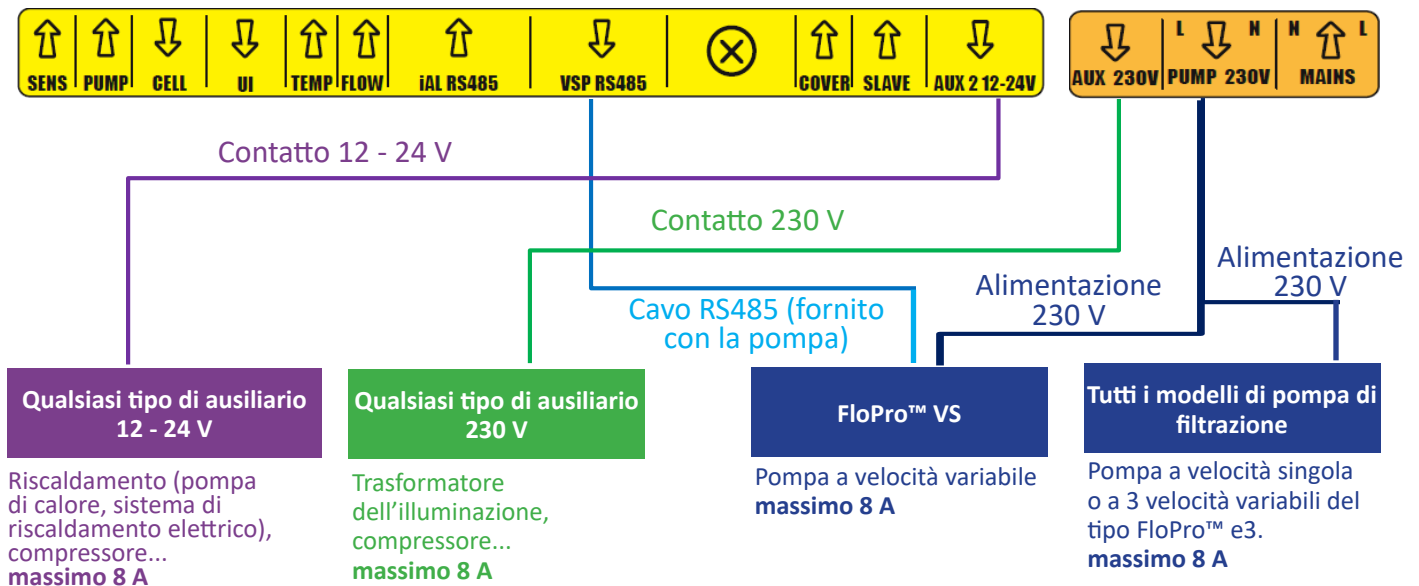 L N N L
SENS PUMP CELL UI TEMP FLOW iAL RS485 VSP RS485 COVER SLAVE AUX 2 12-24V AUX 230V PUMP 230V MAINS
Contatto 12 - 24 V
Contatto 230 V
Alimentazione
230 V
Alimentazione
230 V
Cavo RS485 (fornito
con la pompa)
Qualsiasi tipo di ausiliario
12 - 24 V
Riscaldamento (pompa
di calore, sistema di
riscaldamento elettrico),
compressore...
massimo 8 A
Qualsiasi tipo di ausiliario
230 V
Trasformatore
dell’illuminazione,
compressore...
massimo 8 A
FloPro™ VS
Pompa a velocità variabile
massimo 8 A
Tutti i modelli di pompa di
filtrazione
Pompa a velocità singola
o a 3 velocità variabili del
tipo FloPro™ e3.
massimo 8 A